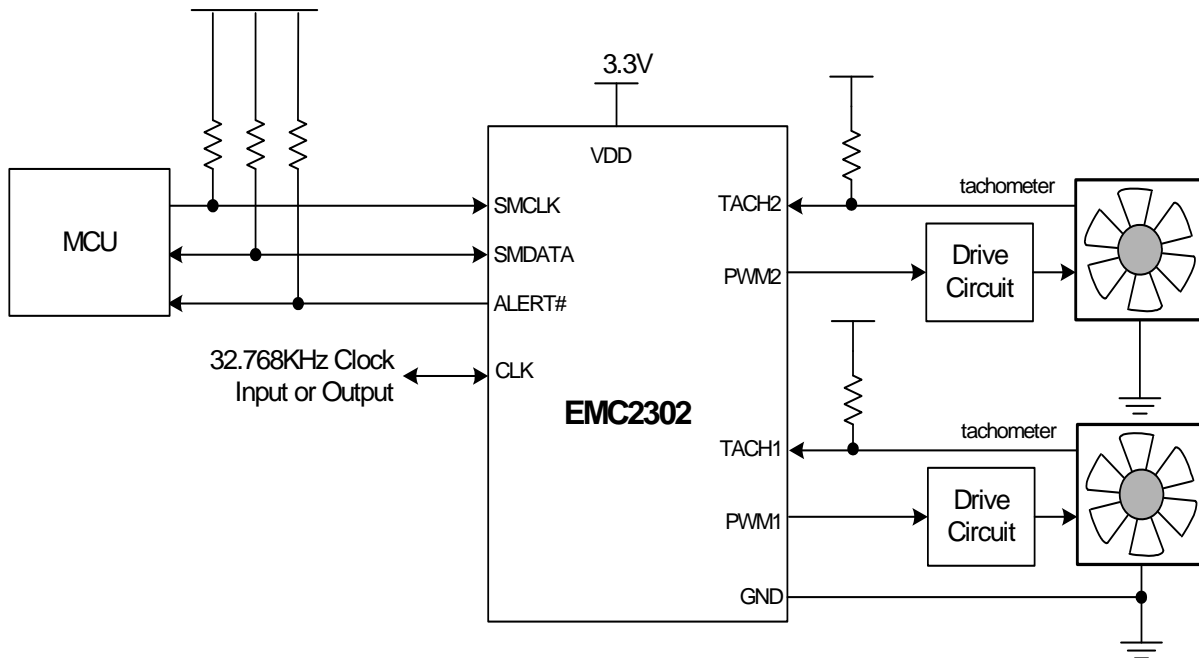 3.3V
VDD
MCU
SMCLK
SMDATA
ALERT#
32.768KHz Clock
Input or Output
CLK
EMC2302
TACH2
tachometer
PWM2
Drive
Circuit
TACH1
tachometer
PWM1
Drive
Circuit
GND